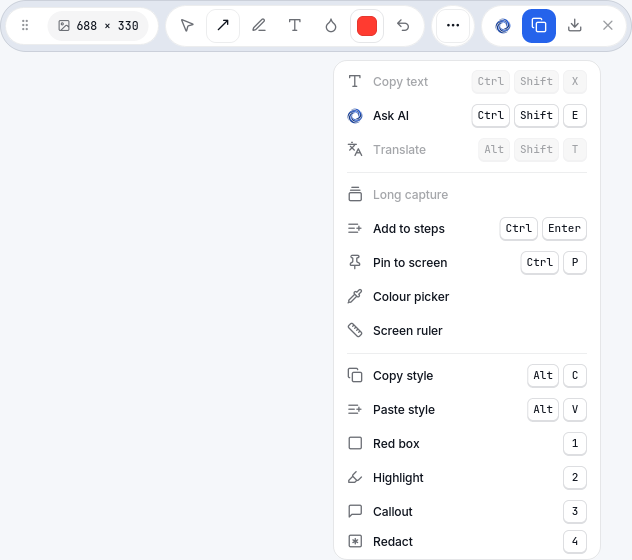 688 × 330
Copy text Ctrl Shift X
Ask AI Ctrl Shift E
Translate Alt Shift T
Long capture
Add to steps Ctrl Enter
Pin to screen Ctrl P
Colour picker
Screen ruler
Copy style Alt C
Paste style Alt V
Red box 1
Highlight 2
Callout 3
Redact 4